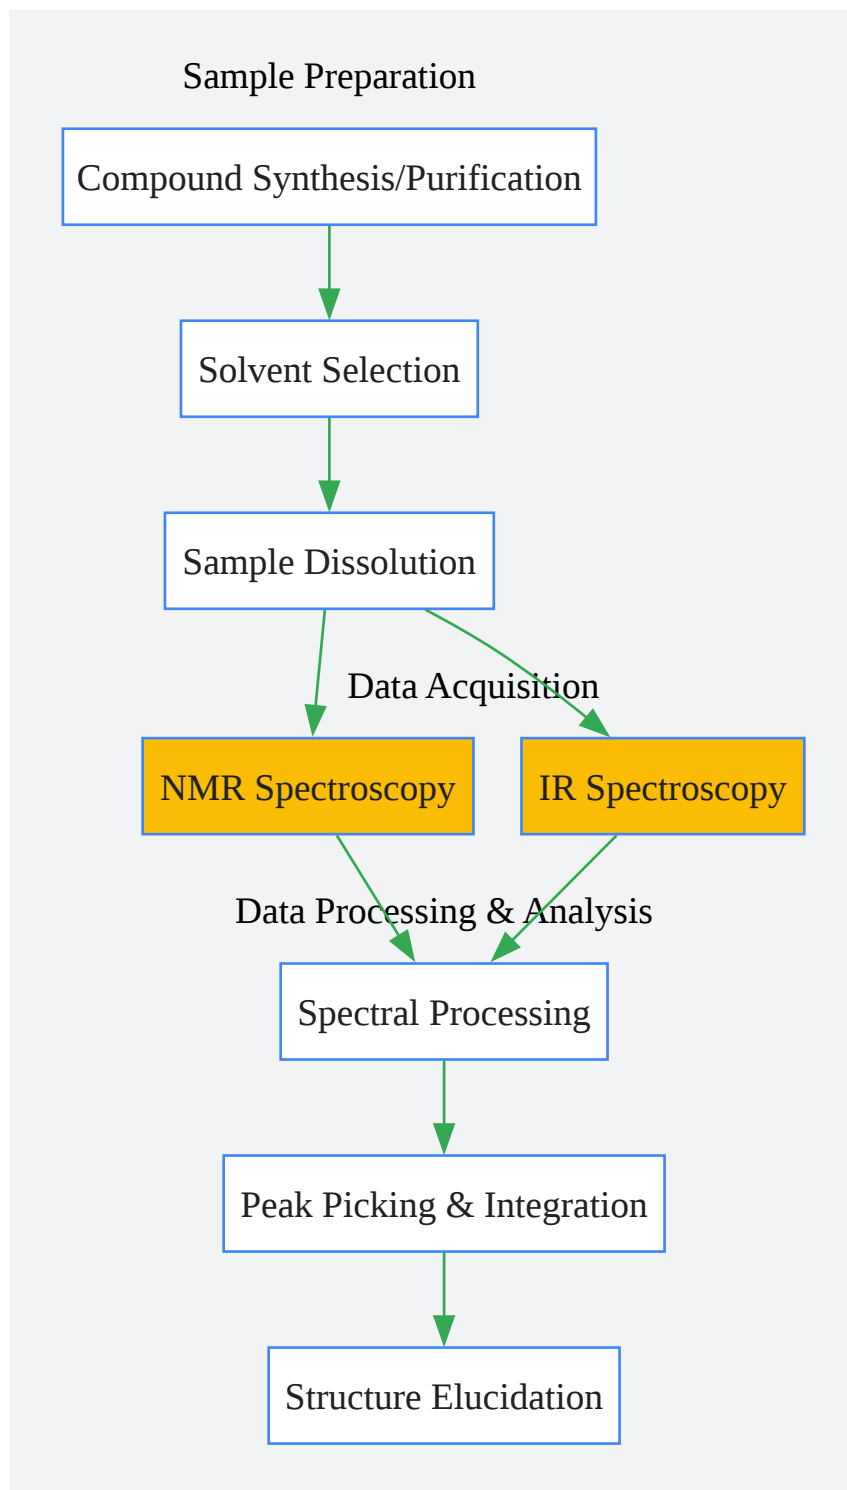 Sample Preparation
Compound Synthesis/Purification
Solvent Selection
Sample Dissolution
Data Acquisition
NMR Spectroscopy
IR Spectroscopy
Data Processing & Analysis
Spectral Processing
Peak Picking & Integration
Structure Elucidation